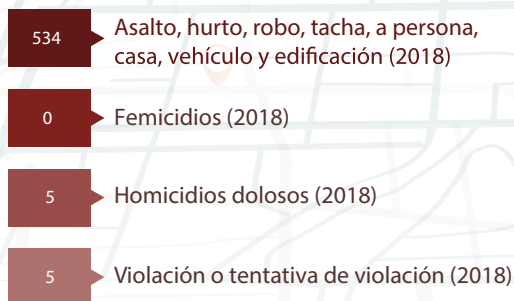 534
Asalto, hurto, robo, tacha, a persona,
casa, vehículo y edificación (2018)
0
Femicidios (2018)
5
Homicidios dolosos (2018)
5
Violación o tentativa de violación (2018)